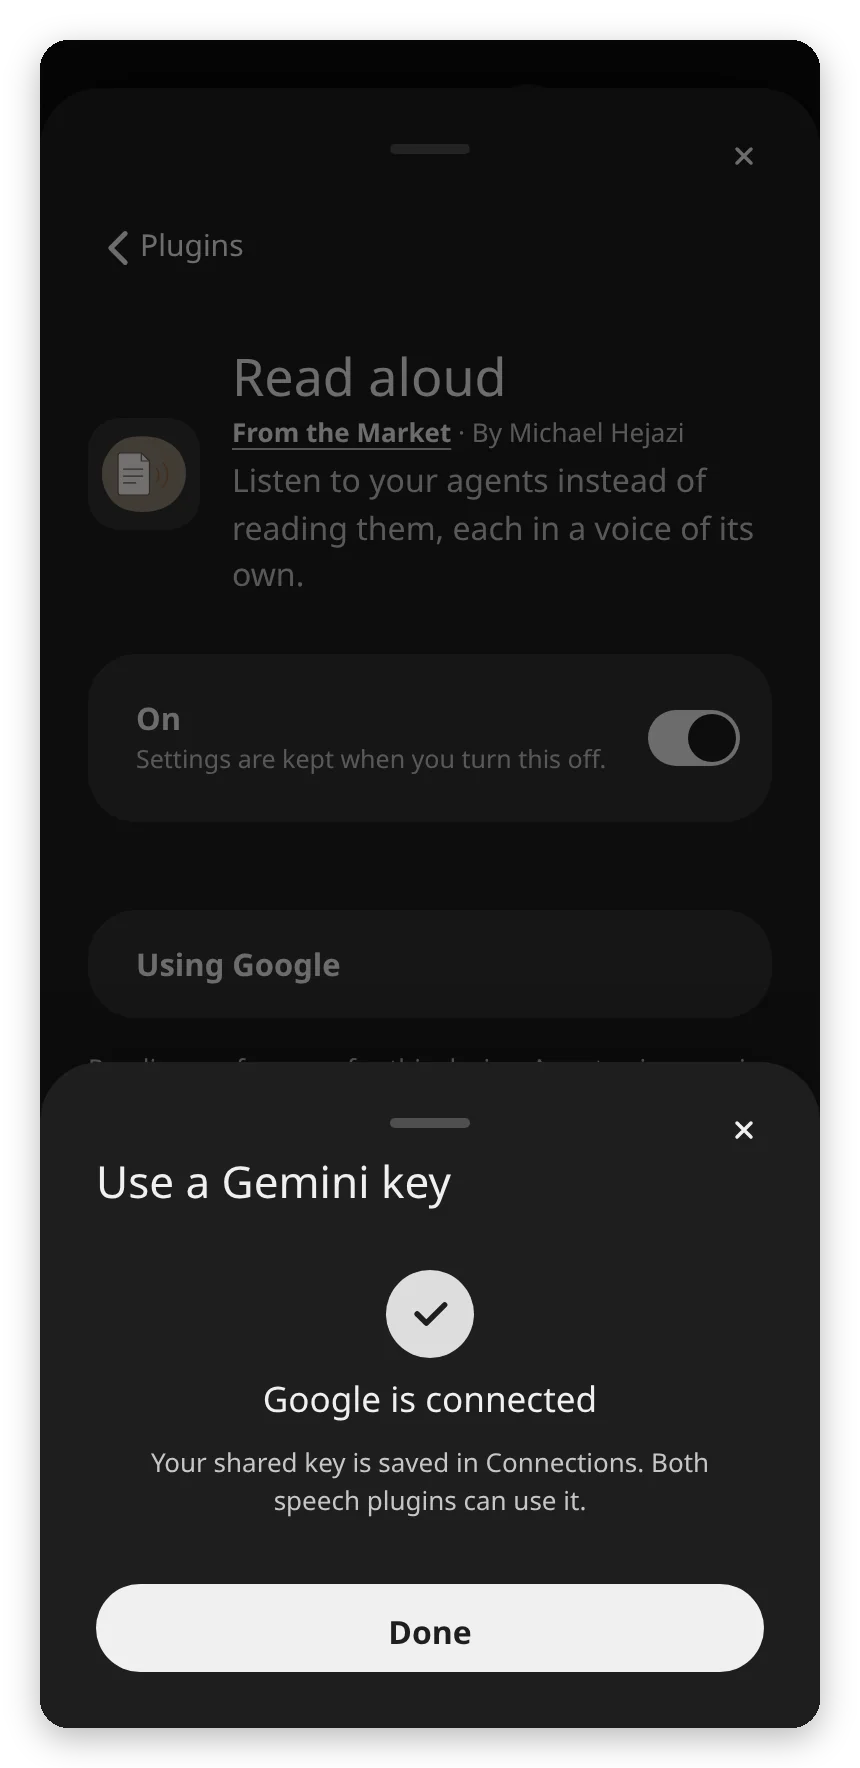 Plugins
Read aloud
From the Market · By Michael Hejazi
Listen to your agents instead of
reading them, each in a voice of its
own.
On
Settings are kept when you turn this off.
Using Google
Use a Gemini key
Google is connected
Your shared key is saved in Connections. Both
speech plugins can use it.
Done